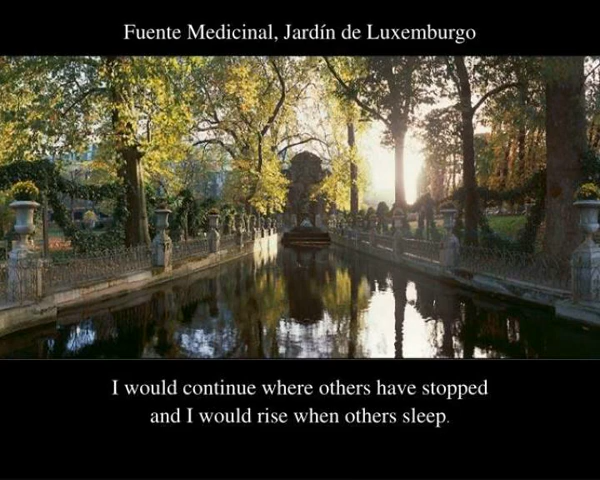 Fuente Medicinal, Jardín de Luxemburgo
I would continue where others have stopped
and I would rise when others sleep.